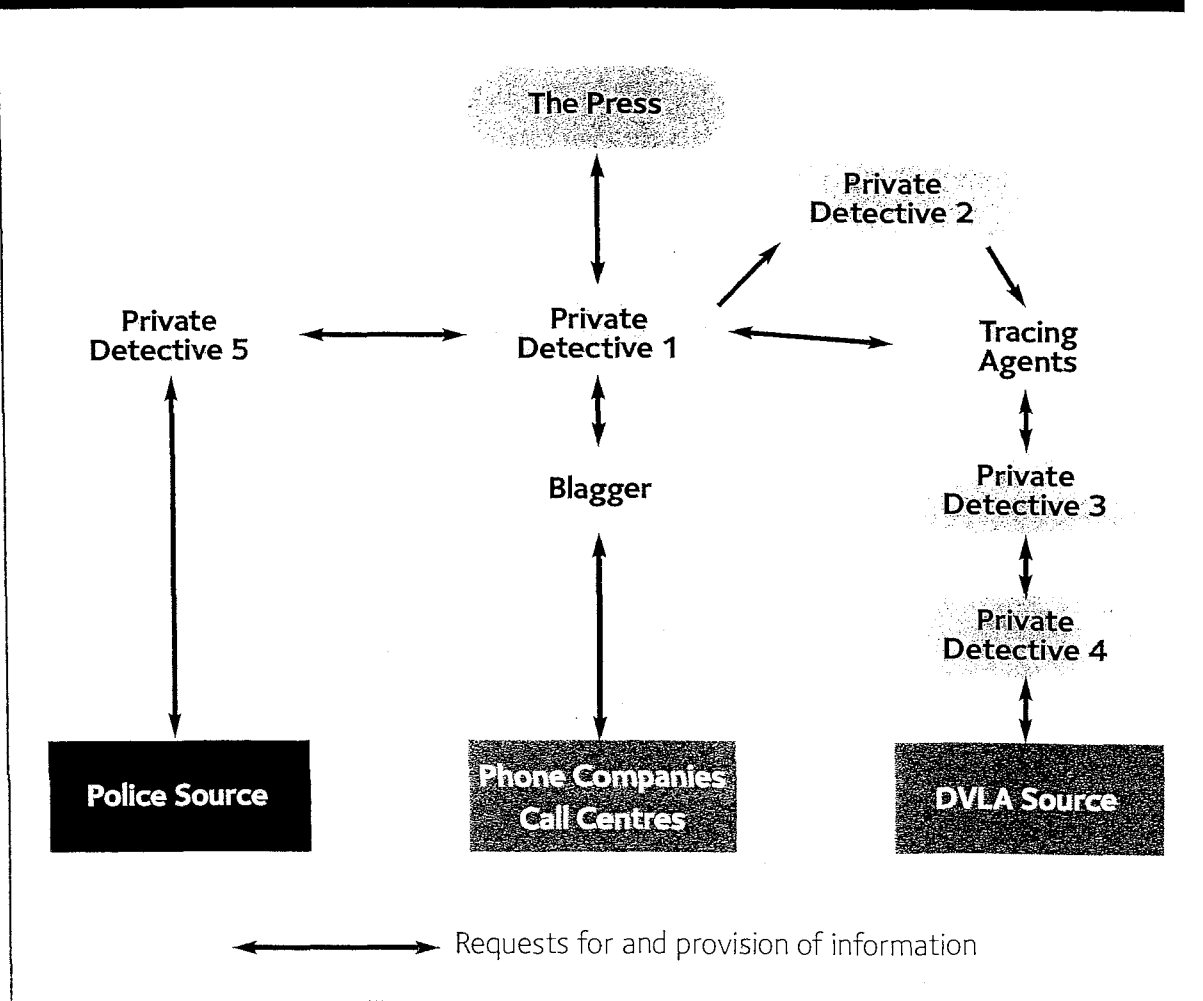 The Press
Private
Detective 2
Private
Detective 5
Private
Detective 1
Tracing
Agents
Blagger
Private
Detective 3
Private
Detective 4
Police Source
Phone Companies
Call Centres
DVLA Source
Requests for and provision of information